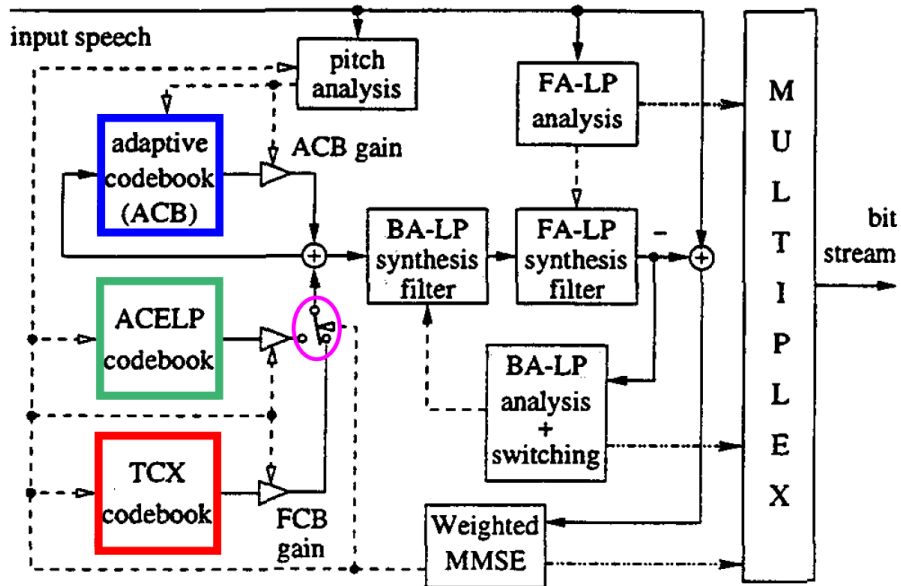 input speech
pitch
analysis
FA-LP
analysis
M
U
L
T
I
P
L
E
X
adaptive
codebook
(ACB)
ACB gain
BA-LP
synthesis
filter
FA-LP
synthesis
filter
−
+
+
bit
stream
ACELP
codebook
BA-LP
analysis
+
switching
TCX
codebook
FCB
gain
Weighted
MMSE